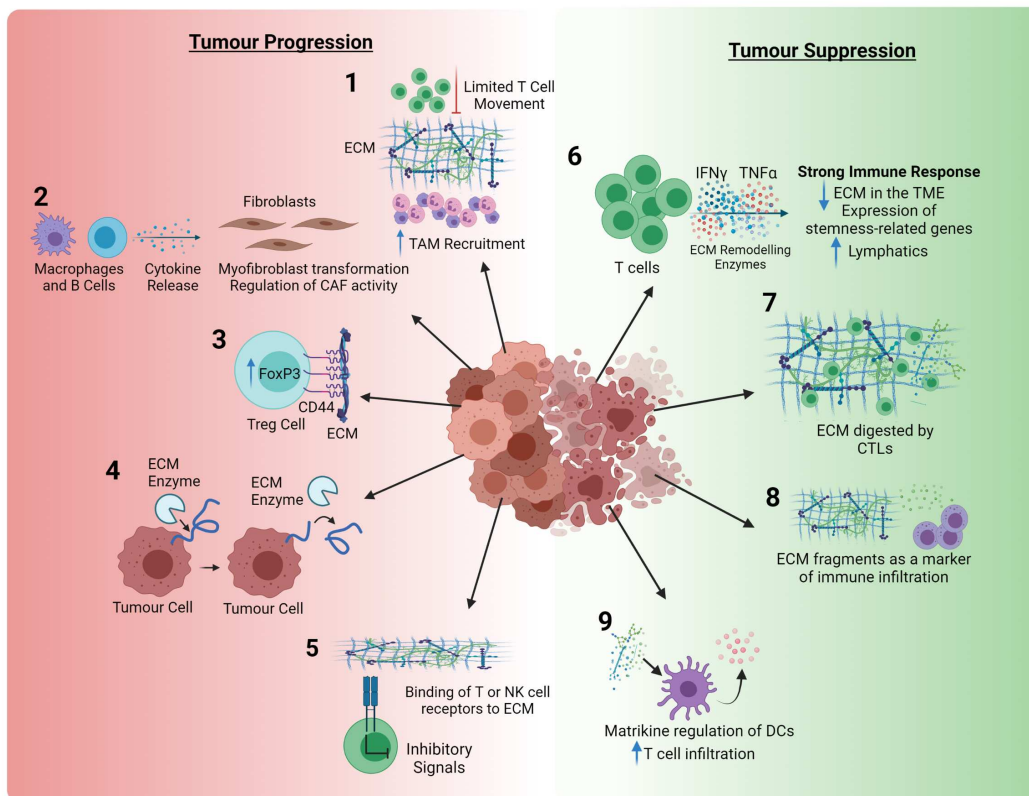 Tumour Progression
1
Limited T Cell
Movement
ECM
TAM Recruitment
2
Macrophages
and B Cells
Cytokine
Release
Fibroblasts
Myofibroblast transformation
Regulation of CAF activity
3
FoxP3
CD44
Treg Cell
ECM
4
ECM
Enzyme
ECM
Enzyme
Tumour Cell
Tumour Cell
5
Binding of T or NK cell
receptors to ECM
Inhibitory
Signals
Tumour Suppression
6
T cells
IFNγ TNFα
ECM Remodelling
Enzymes
Strong Immune Response
ECM in the TME
Expression of
stemness-related genes
Lymphatics
7
ECM digested by
CTLs
8
ECM fragments as a marker
of immune infiltration
9
Matrikine regulation of DCs
T cell infiltration